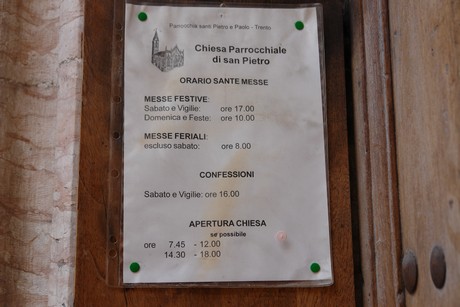 Parrocchia santi Pietro e Paolo - Trento
Chiesa Parrocchiale
di san Pietro
ORARIO SANTE MESSE
MESSE FESTIVE:
Sabato e Vigilie: ore 17.00
Domenica e Feste: ore 10.00
MESSE FERIALI:
escluso sabato: ore 8.00
CONFESSIONI
Sabato e Vigilie: ore 16.00
APERTURA CHIESA
se possibile
ore 7.45 - 12.00
14.30 - 18.00